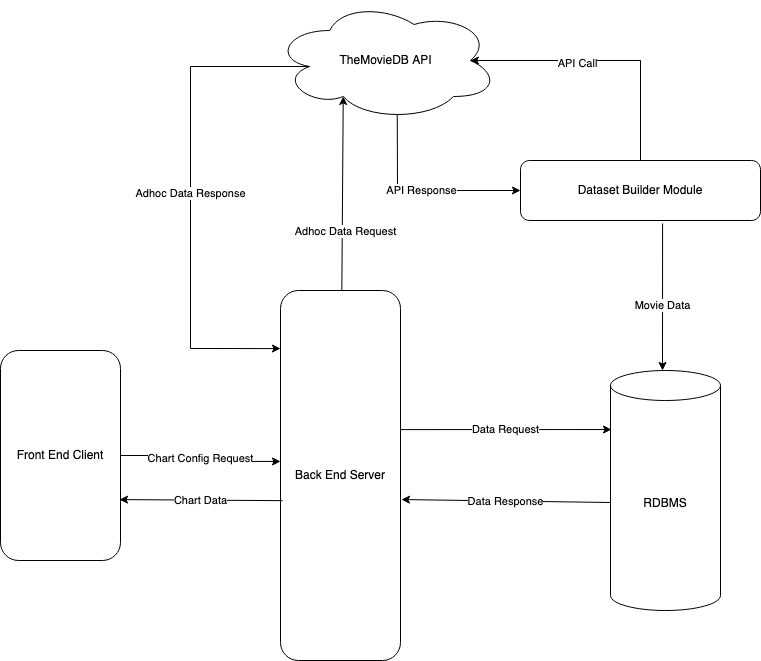 TheMovieDB API
API Call
Adhoc Data Response
API Response
Dataset Builder Module
Adhoc Data Request
Movie Data
Front End Client
Chart Config Request
Back End Server
Data Request
Chart Data
Data Response
RDBMS